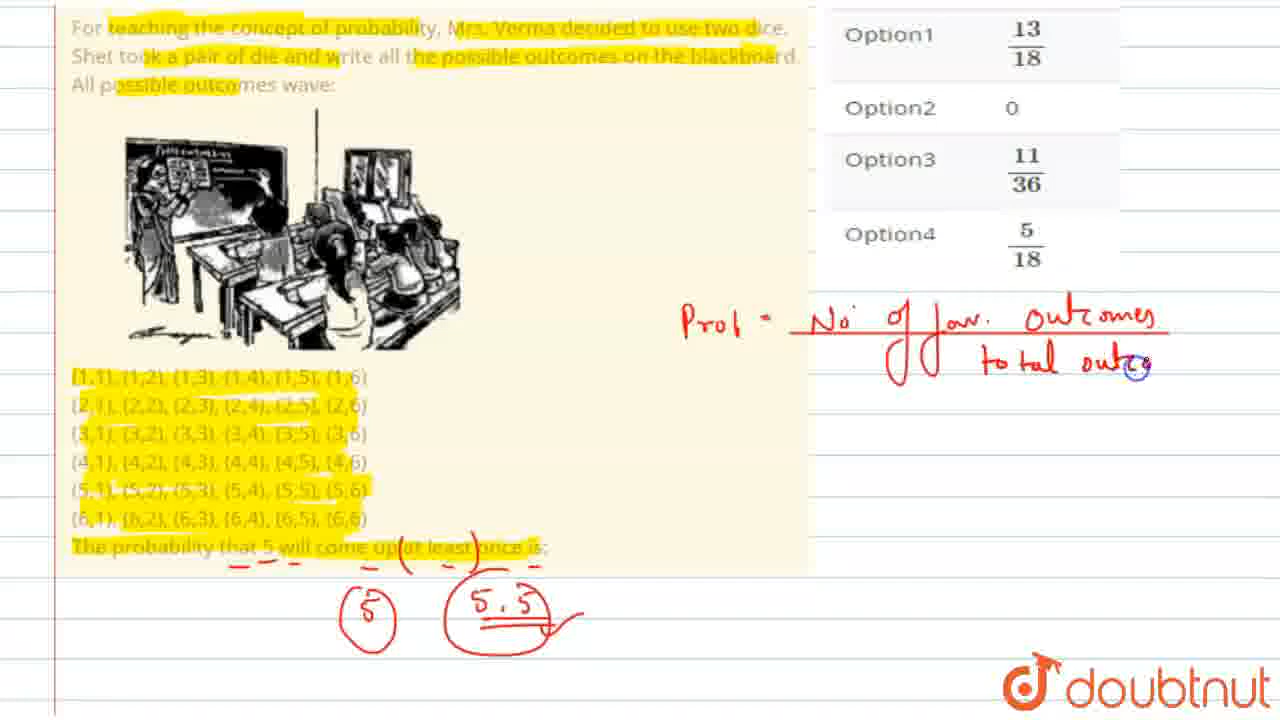 For teaching the concept of probability, Mrs. Verma decided to use two dice.
Shet took a pair of die and write all the possible outcomes on the blackboard.
All possible outcomes wave:
(1,1), (1,2), (1,3), (1,4), (1,5), (1,6)
(2,1), (2,2), (2,3), (2,4), (2,5), (2,6)
(3,1), (3,2), (3,3), (3,4), (3,5), (3,6)
(4,1), (4,2), (4,3), (4,4), (4,5), (4,6)
(5,1), (5,2), (5,3), (5,4), (5,5), (5,6)
(6,1), (6,2), (6,3), (6,4), (6,5), (6,6)
The probability that 5 will come up at least once is:
5 5.5
Option1 13/18
Option2 0
Option3 11/36
Option4 5/18
Prob = No of fav. outcomes
total outco
doubtnut